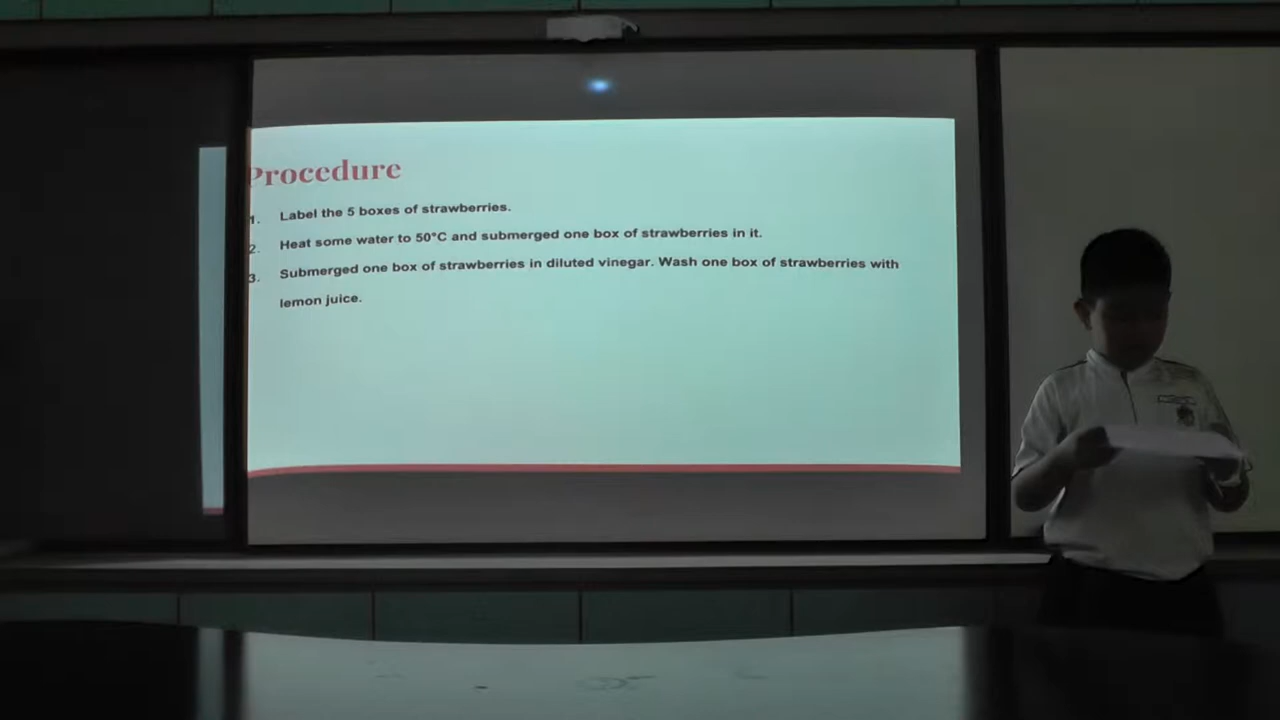 Procedure
1. Label the 5 boxes of strawberries.
2. Heat some water to 50°C and submerged one box of strawberries in it.
3. Submerged one box of strawberries in diluted vinegar. Wash one box of strawberries with
lemon juice.